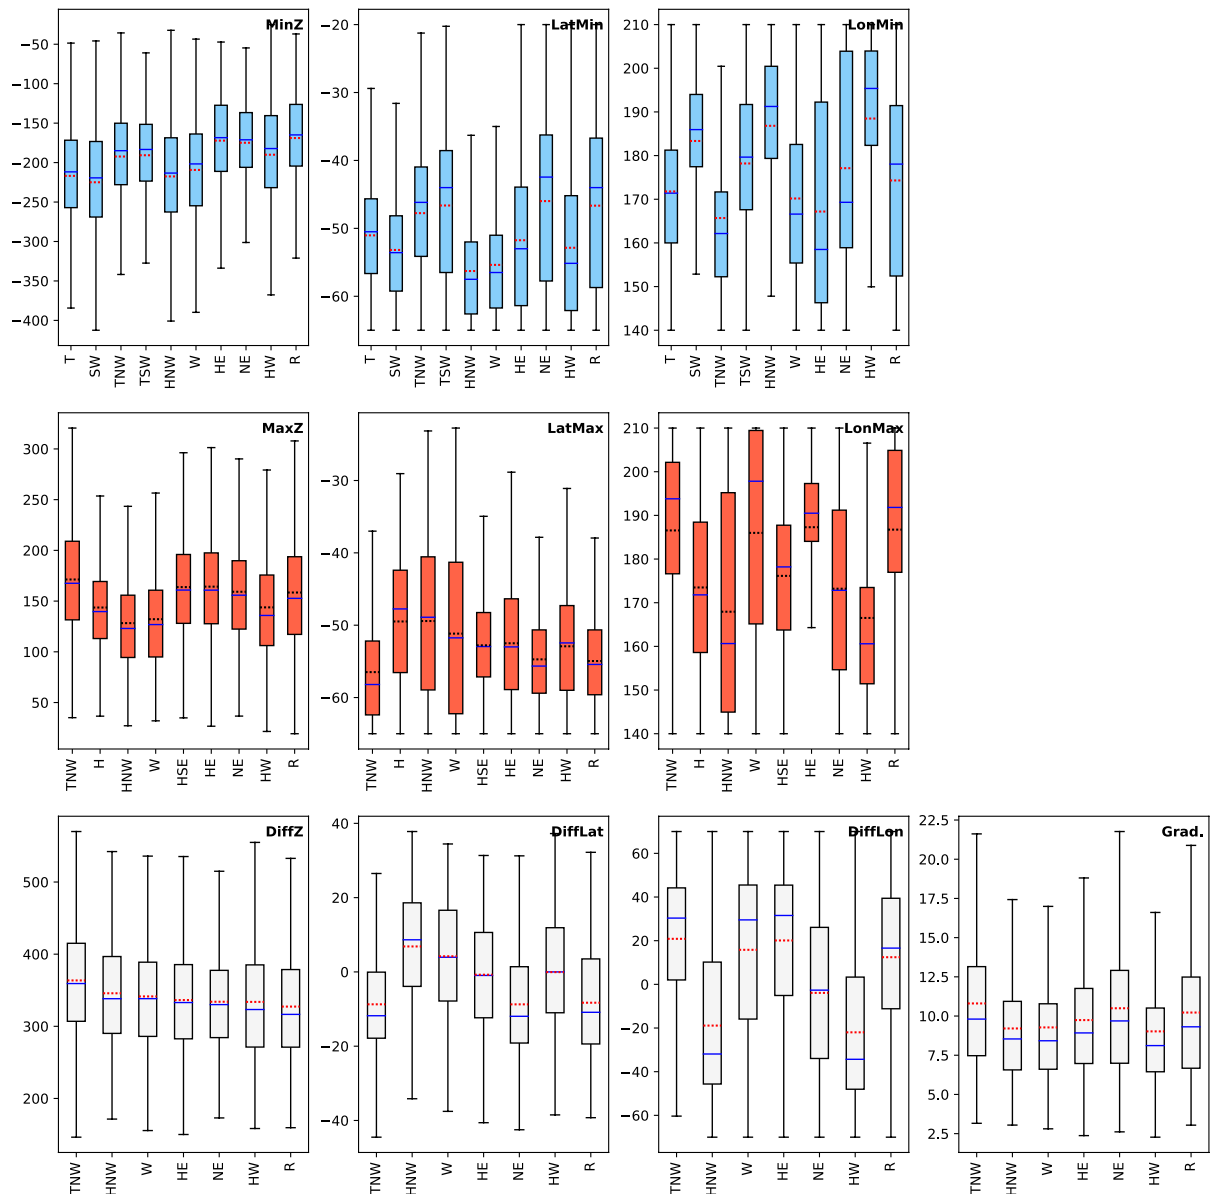 MinZ LatMin LonMin
−50 −100 −150 −200 −250 −300 −350 −400
T SW TNW TSW HNW W HE NE HW R
−20 −30 −40 −50 −60
T SW TNW TSW HNW W HE NE HW R
210 200 190 180 170 160 150 140
T SW TNW TSW HNW W HE NE HW R
MaxZ LatMax LonMax
300 250 200 150 100 50
TNW H HNW W HSE HE NE HW R
−30 −40 −50 −60
TNW H HNW W HSE HE NE HW R
210 200 190 180 170 160 150 140
TNW H HNW W HSE HE NE HW R
DiffZ DiffLat DiffLon Grad.
500 400 300 200
TNW HNW W HE NE HW R
40 20 0 −20 −40
TNW HNW W HE NE HW R
60 40 20 0 −20 −40 −60
TNW HNW W HE NE HW R
22.5 20.0 17.5 15.0 12.5 10.0 7.5 5.0 2.5
TNW HNW W HE NE HW R